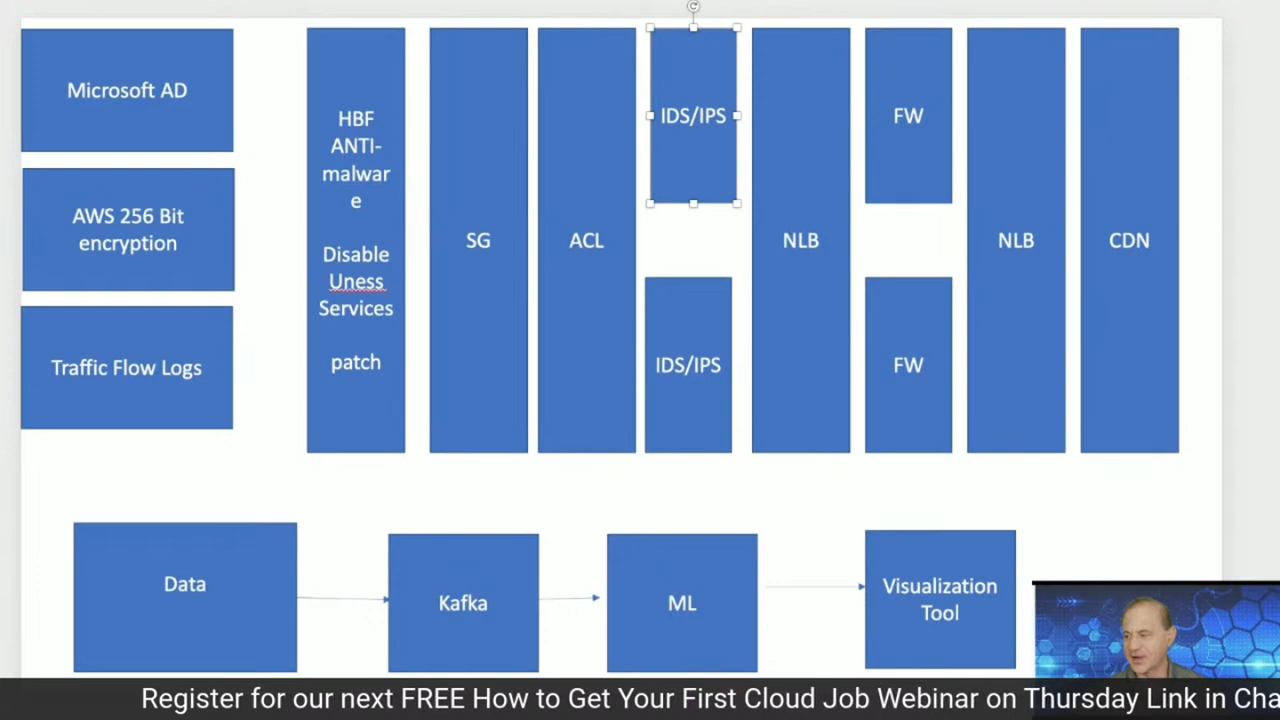 Microsoft AD
AWS 256 Bit
encryption
Traffic Flow Logs
HBF
ANTI-
malwar
e
Disable
Uness
Services
patch
SG
ACL
IDS/IPS
IDS/IPS
NLB
FW
FW
NLB
CDN
Data
Kafka
ML
Visualization
Tool
Register for our next FREE How to Get Your First Cloud Job Webinar on Thursday Link in Cha